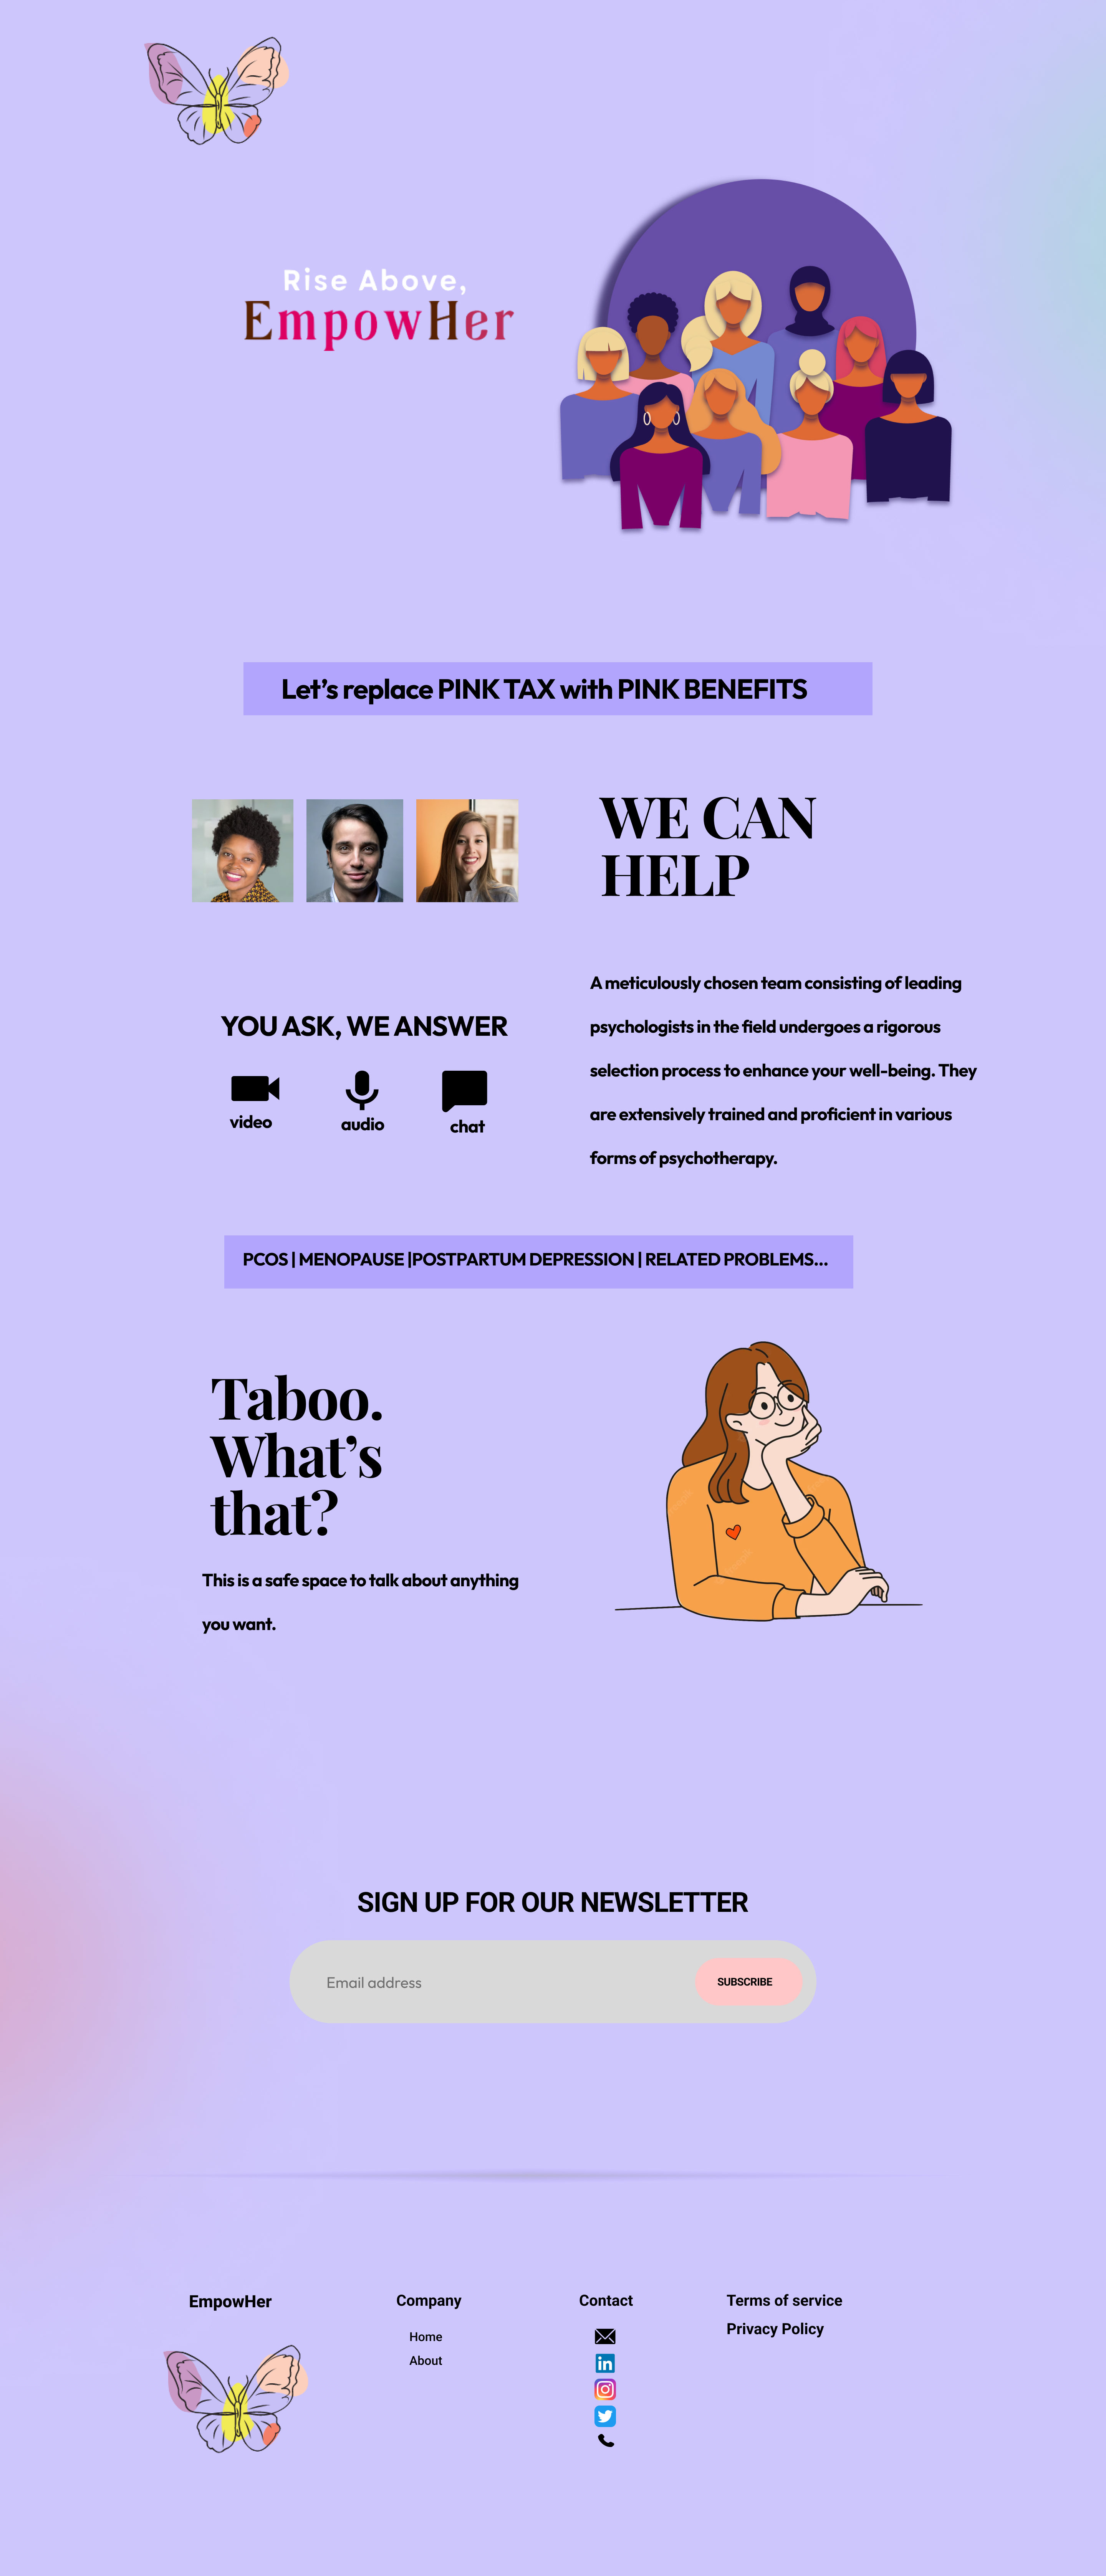 Rise Above,
EmpowHer
Let’s replace PINK TAX with PINK BENEFITS
WE CAN
HELP
A meticulously chosen team consisting of leading
psychologists in the field undergoes a rigorous
selection process to enhance your well-being. They
are extensively trained and proficient in various
forms of psychotherapy.
YOU ASK, WE ANSWER
video
audio
chat
PCOS | MENOPAUSE |POSTPARTUM DEPRESSION | RELATED PROBLEMS...
Taboo.
What’s
that?
This is a safe space to talk about anything
you want.
SIGN UP FOR OUR NEWSLETTER
Email address
SUBSCRIBE
EmpowHer
Company
Home
About
Contact
in
Terms of service
Privacy Policy